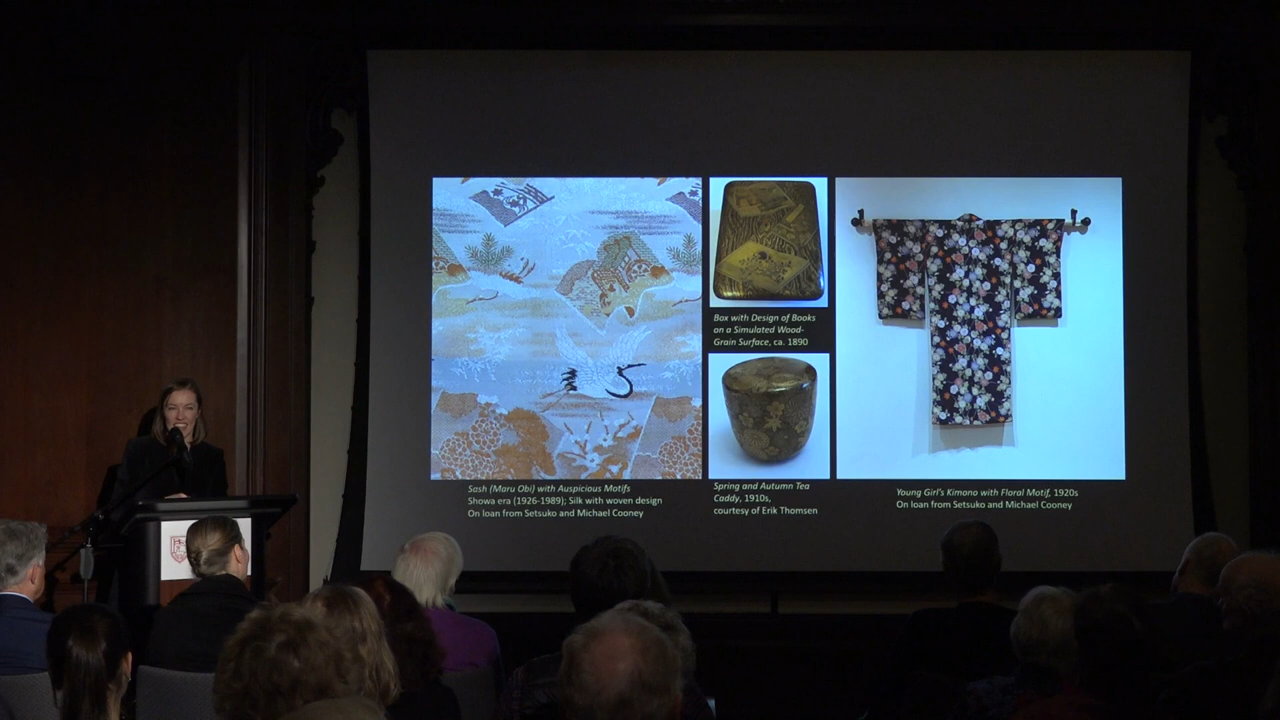 Sash (Maru Obi) with Auspicious Motifs
Showa era (1926-1989); Silk with woven design
On loan from Setsuko and Michael Cooney
Box with Design of Books
on a Simulated Wood-
Grain Surface, ca. 1890
Spring and Autumn Tea
Caddy, 1910s,
courtesy of Erik Thomsen
Young Girl's Kimono with Floral Motif, 1920s
On loan from Setsuko and Michael Cooney